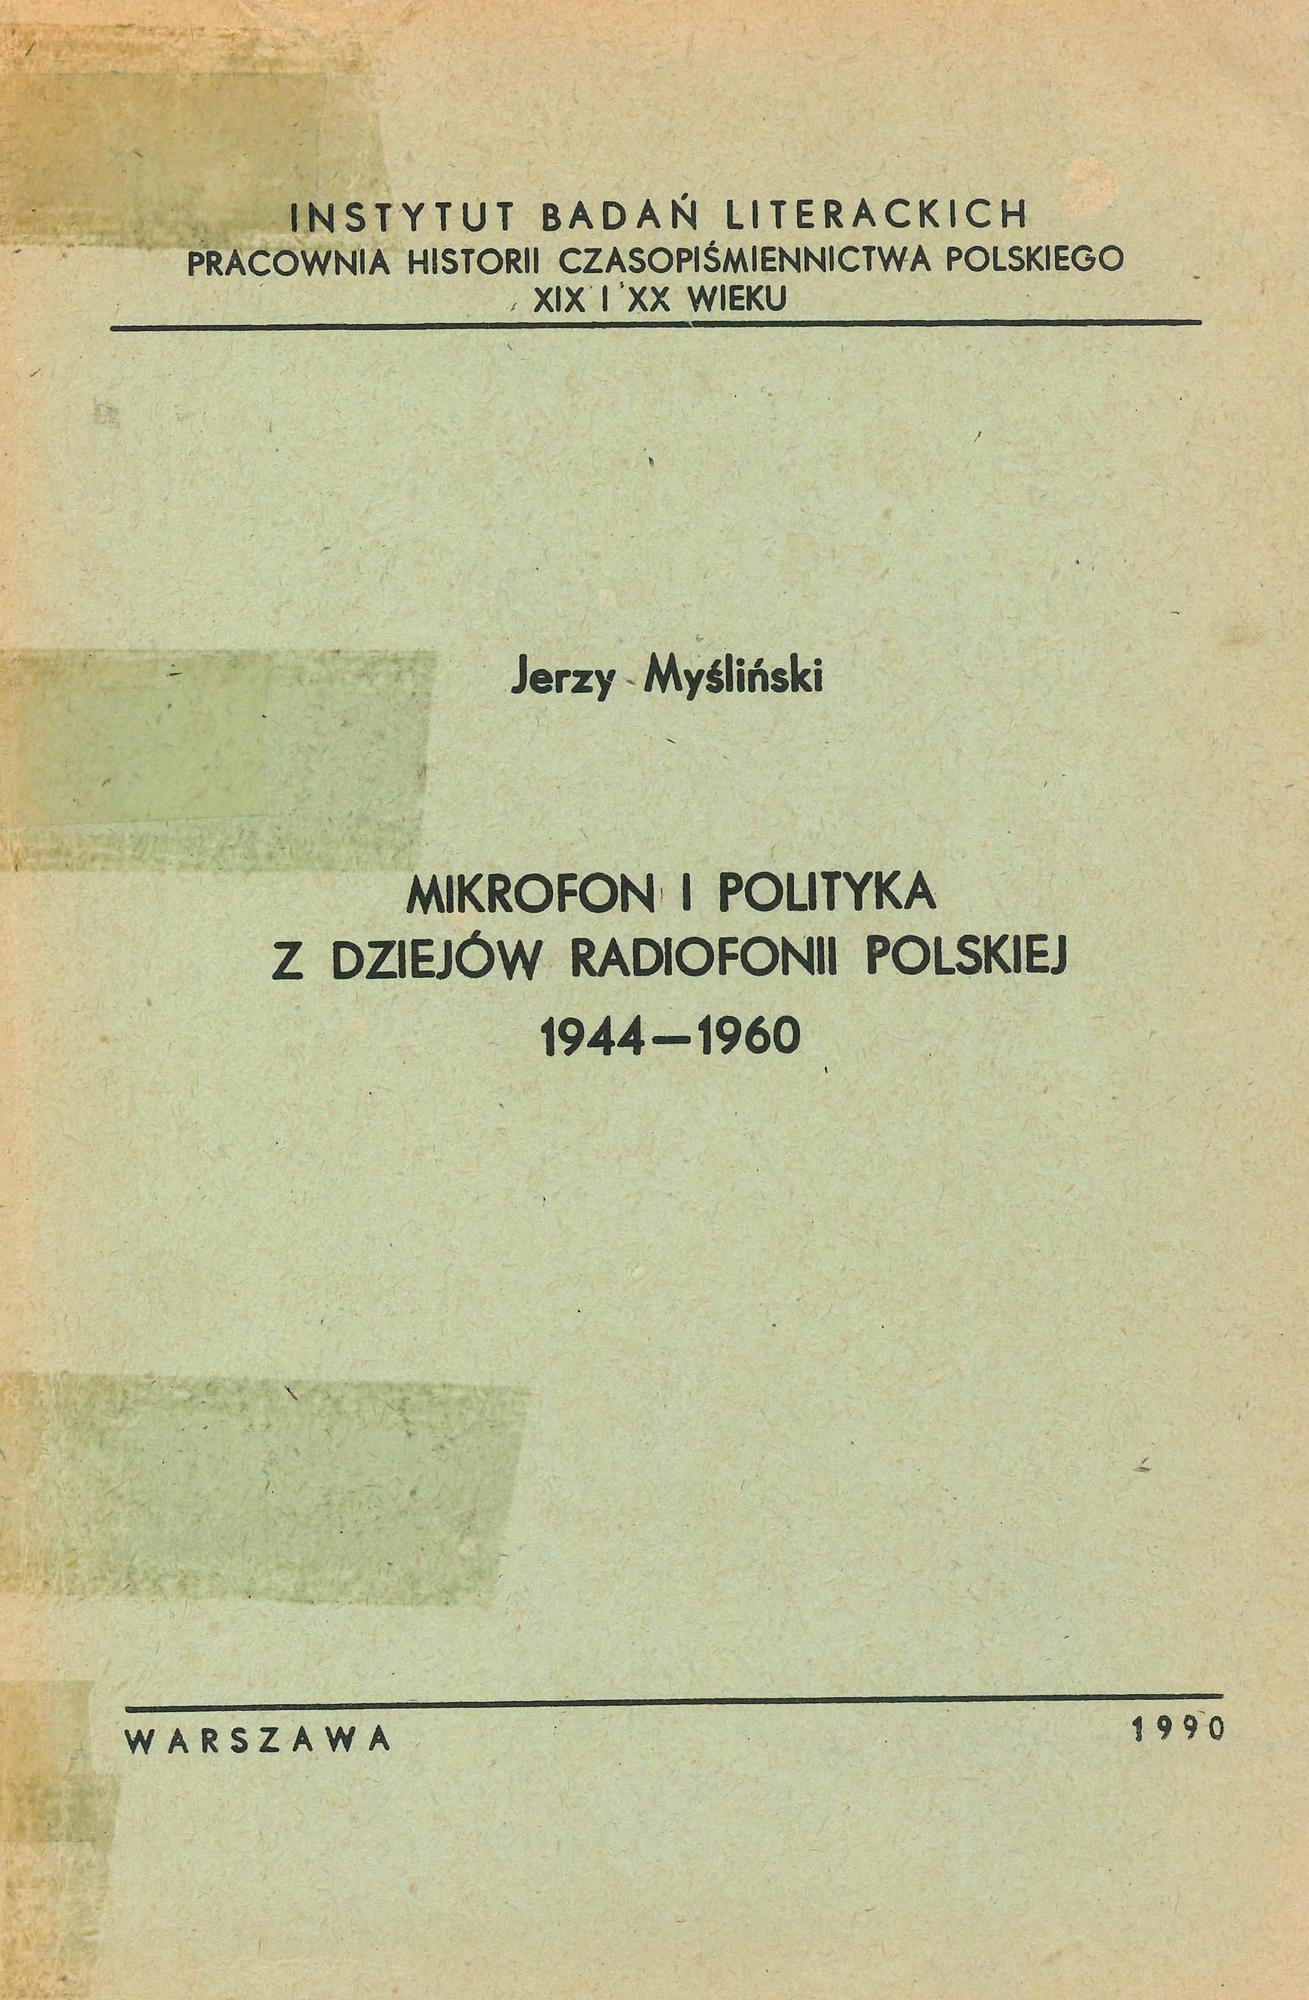 INSTYTUT BADAŃ LITERACKICH
PRACOWNIA HISTORII CZASOPIŚMIENNICTWA POLSKIEGO
XIX I XX WIEKU
Jerzy Myśliński
MIKROFON I POLITYKA
Z DZIEJÓW RADIOFONII POLSKIEJ
1944—1960
WARSZAWA 1990